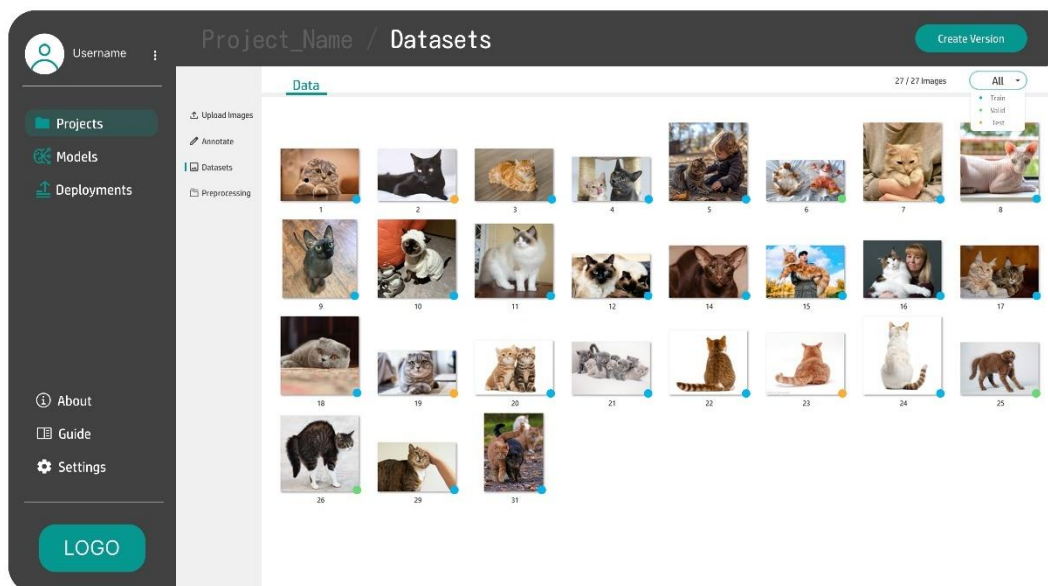 Username
Project_Name / Datasets
Create Version
Data
27 / 27 Images
All
Train
Valid
Test
Projects
Models
Deployments
Upload Images
Annotate
Datasets
Preprocessing
1 2 3 4 5 6 7 8
9 10 11 12 14 15 16 17
18 19 20 21 22 23 24 25
26 29 31
About
Guide
Settings
LOGO